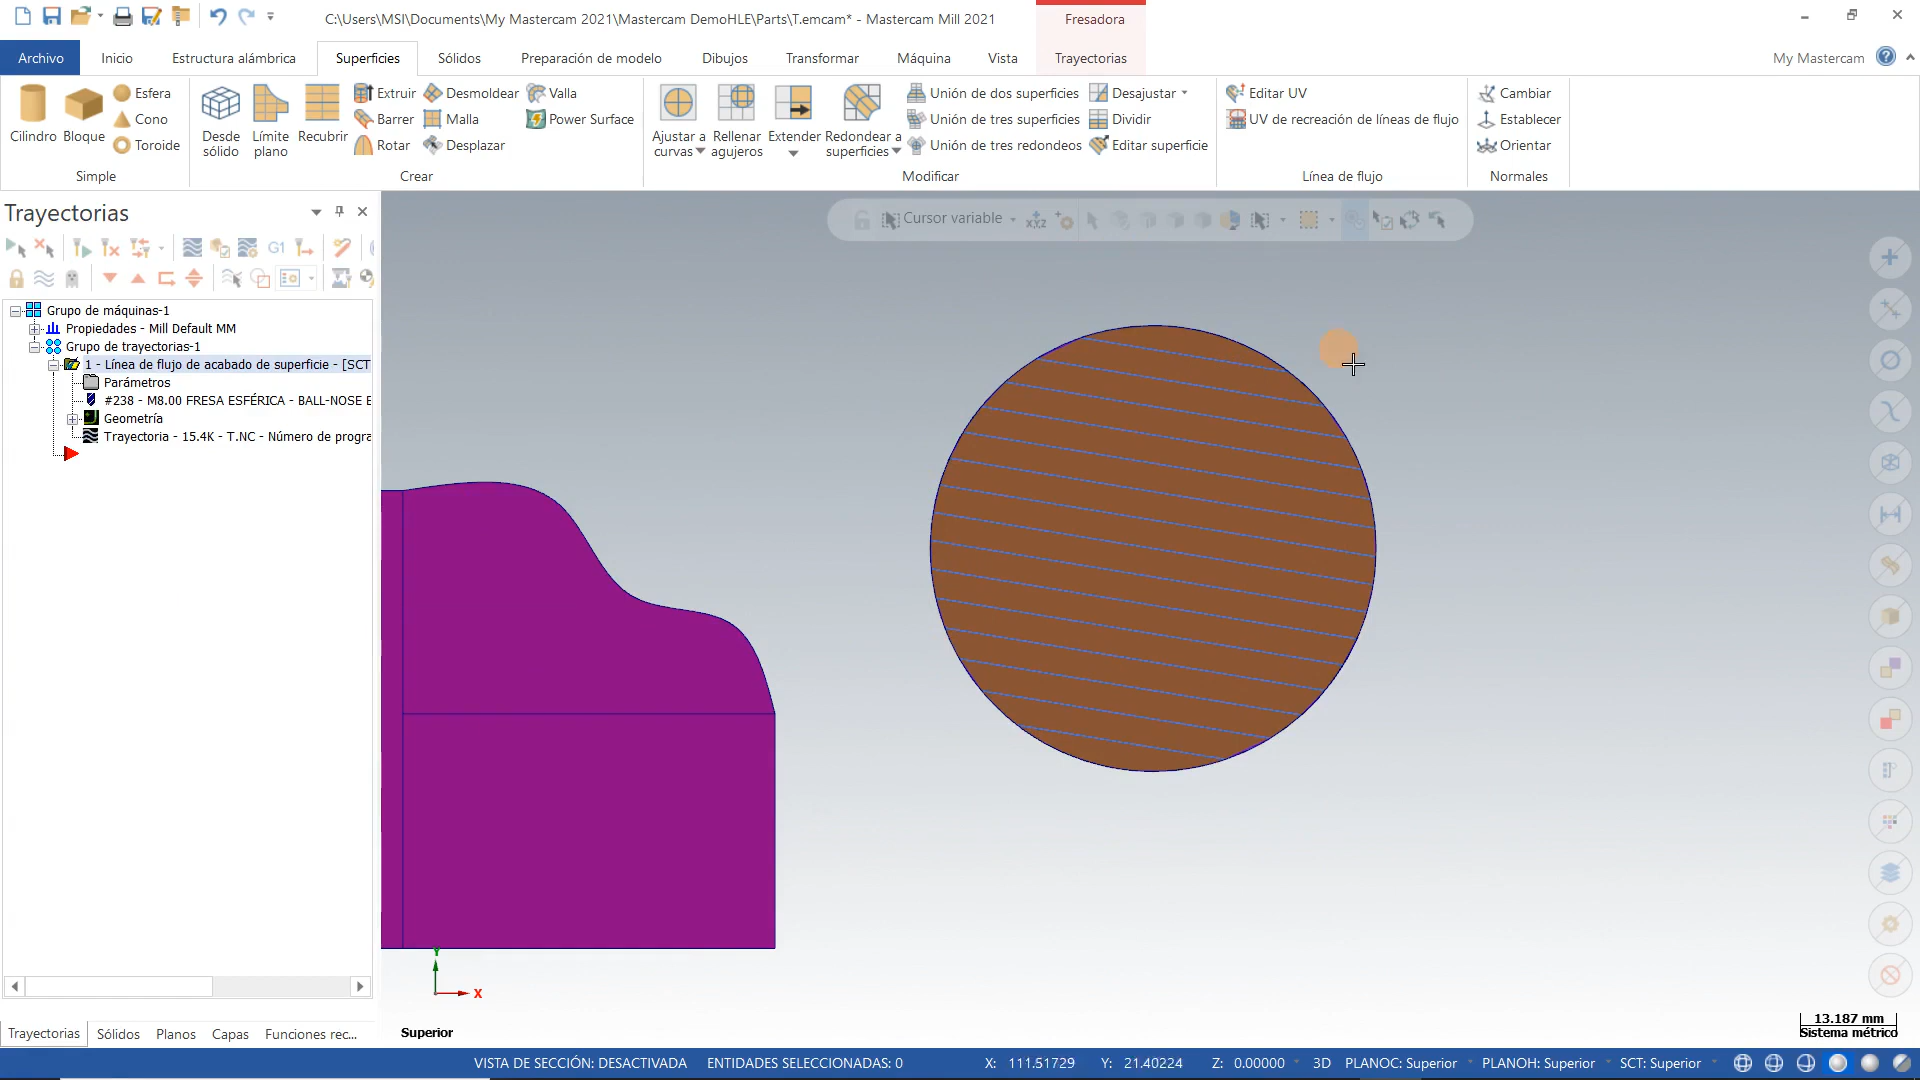 C:\Users\MSI\Documents\My Mastercam 2021\Mastercam DemoHLE\Parts\T.emcam* - Mastercam Mill 2021
Fresadora
Archivo Inicio Estructura alámbrica Superficies Sólidos Preparación de modelo Dibujos Transformar Máquina Vista Trayectorias My Mastercam
Cilindro Bloque Esfera Cono Toroide
Simple
Desde sólido Límite plano Recubrir Extruir Barrer Rotar Desmoldear Malla Desplazar Valla Power Surface
Crear
Ajustar a curvas Rellenar agujeros Extender Redondear a superficies Unión de dos superficies Unión de tres superficies Unión de tres redondeos Desajustar Dividir Editar superficie
Modificar
Editar UV UV de recreación de líneas de flujo
Línea de flujo
Cambiar Establecer Orientar
Normales
Trayectorias
Cursor variable
G1
Grupo de máquinas-1
Propiedades - Mill Default MM
Grupo de trayectorias-1
1 - Línea de flujo de acabado de superficie - [SCT
Parámetros
#238 - M8.00 FRESA ESFÉRICA - BALL-NOSE E
Geometría
Trayectoria - 15.4K - T.NC - Número de progra
Y
X
Superior
13.187 mm
Sistema métrico
Trayectorias Sólidos Planos Capas Funciones rec...
VISTA DE SECCIÓN: DESACTIVADA ENTIDADES SELECCIONADAS: 0 X: 111.51729 Y: 21.40224 Z: 0.00000 3D PLANOC: Superior PLANOH: Superior SCT: Superior